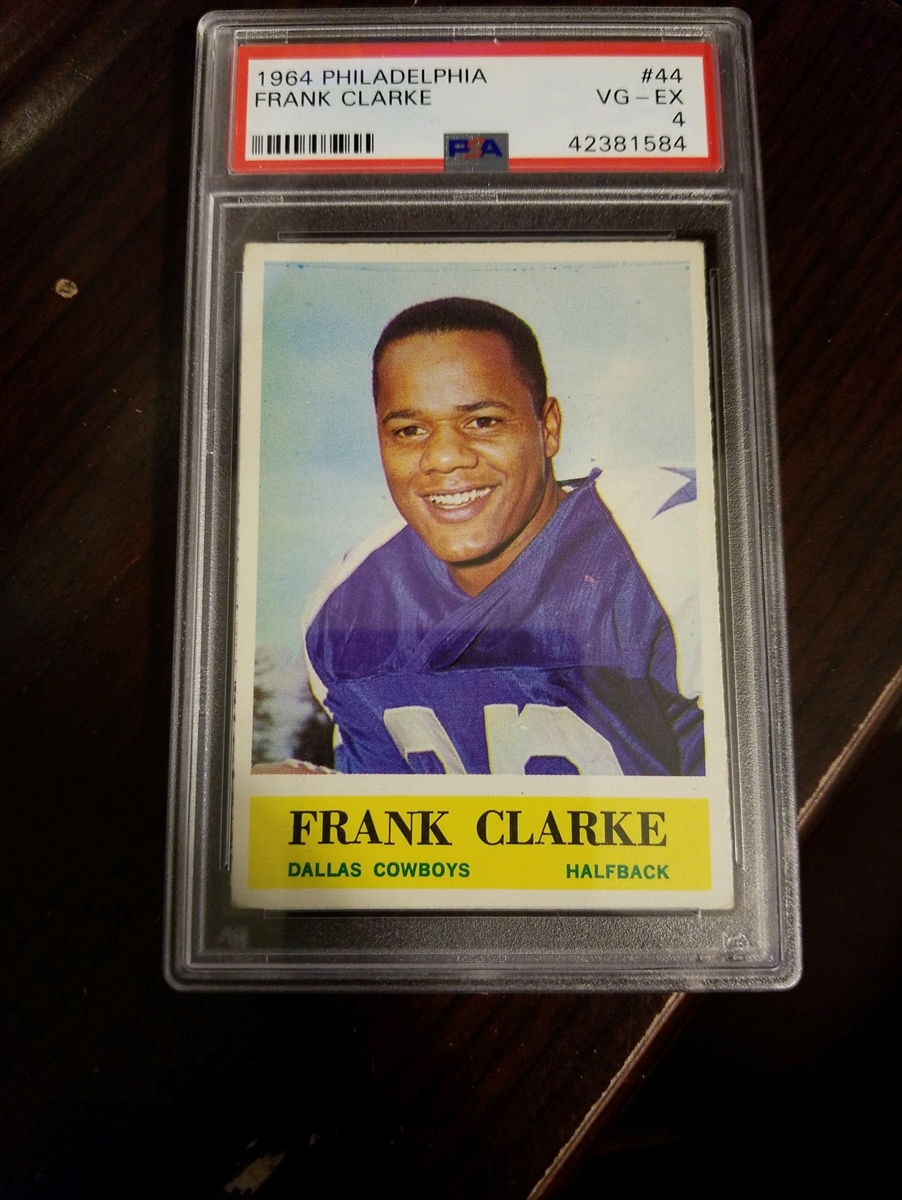 1964 PHILADELPHIA #44
FRANK CLARKE VG-EX
4
PSA 42381584
FRANK CLARKE
DALLAS COWBOYS HALFBACK